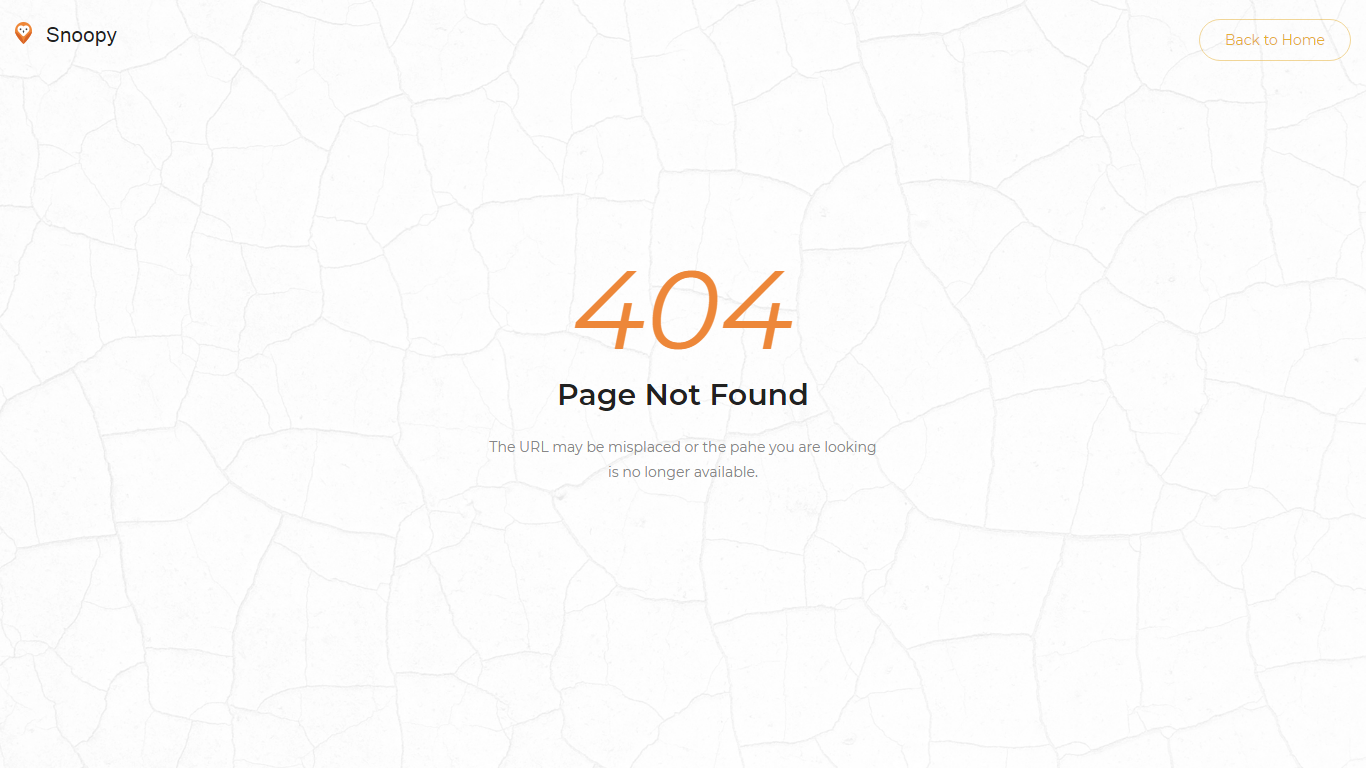 Snoopy
Back to Home
404
Page Not Found
The URL may be misplaced or the pahe you are looking
is no longer available.